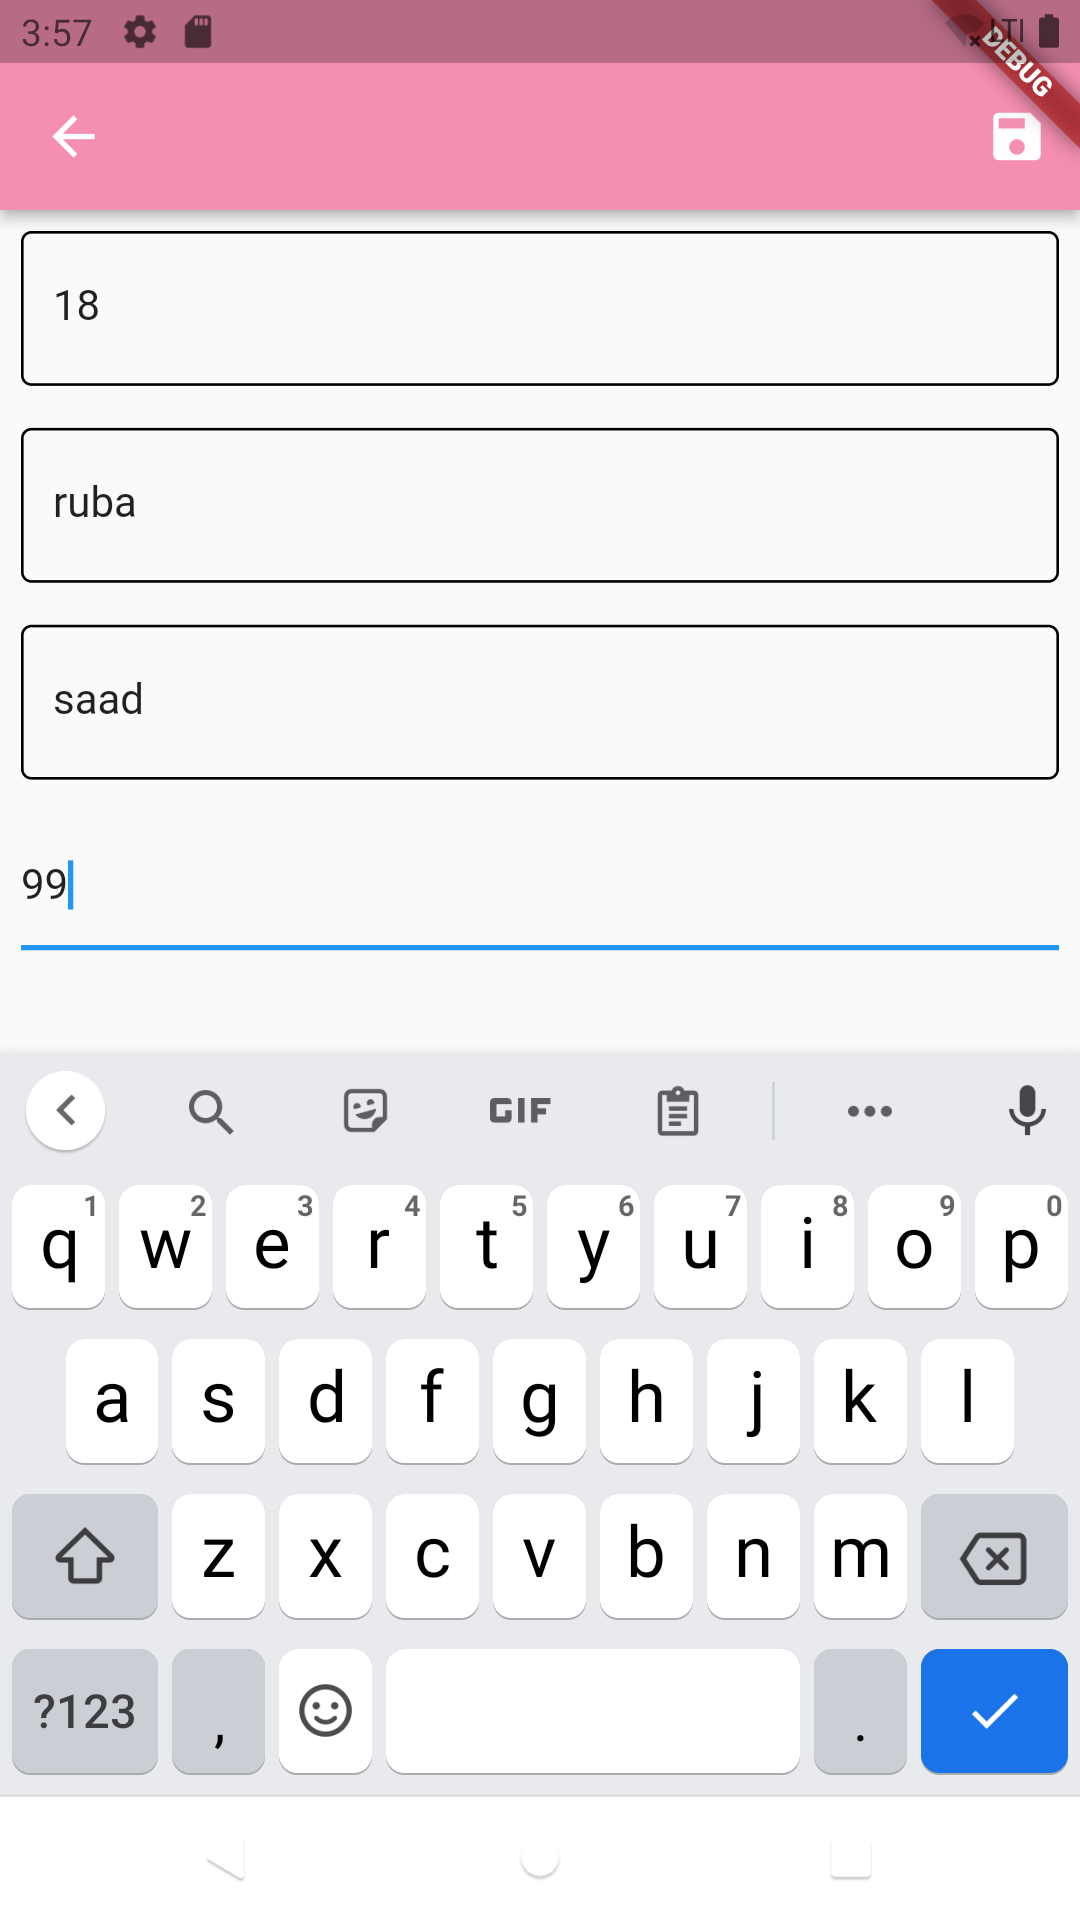 3:57
DEBUG
18
ruba
saad
99
GIF
1 2 3 4 5 6 7 8 9 0
q w e r t y u i o p
a s d f g h j k l
z x c v b n m
?123 , .